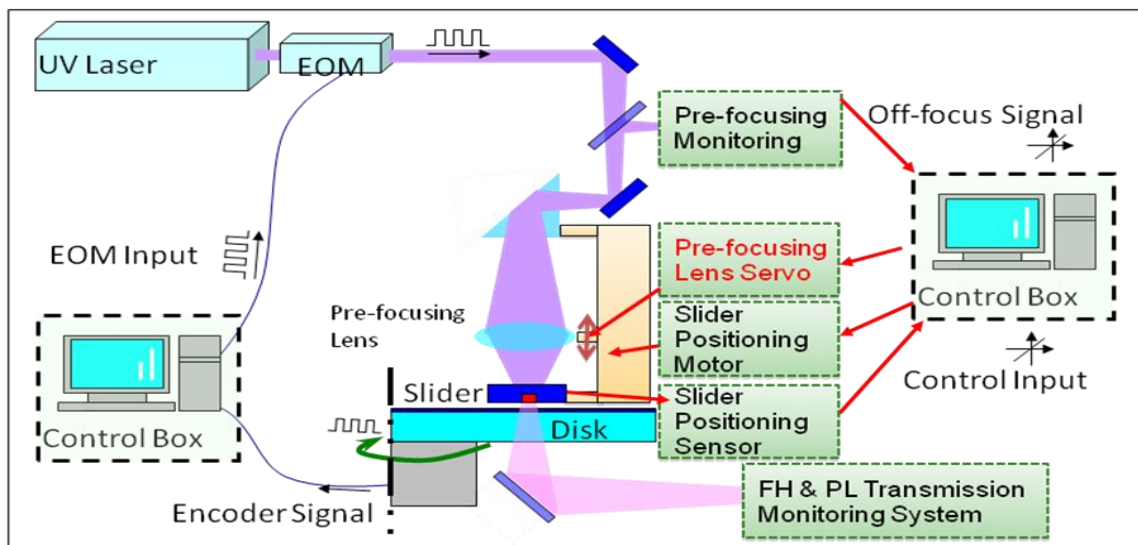 UV Laser
EOM
Pre-focusing
Monitoring
Off-focus Signal
EOM Input
Pre-focusing
Lens Servo
Control Box
Pre-focusing
Lens
Slider
Positioning
Motor
Control Input
Slider
Slider
Positioning
Sensor
Control Box
Disk
FH & PL Transmission
Monitoring System
Encoder Signal